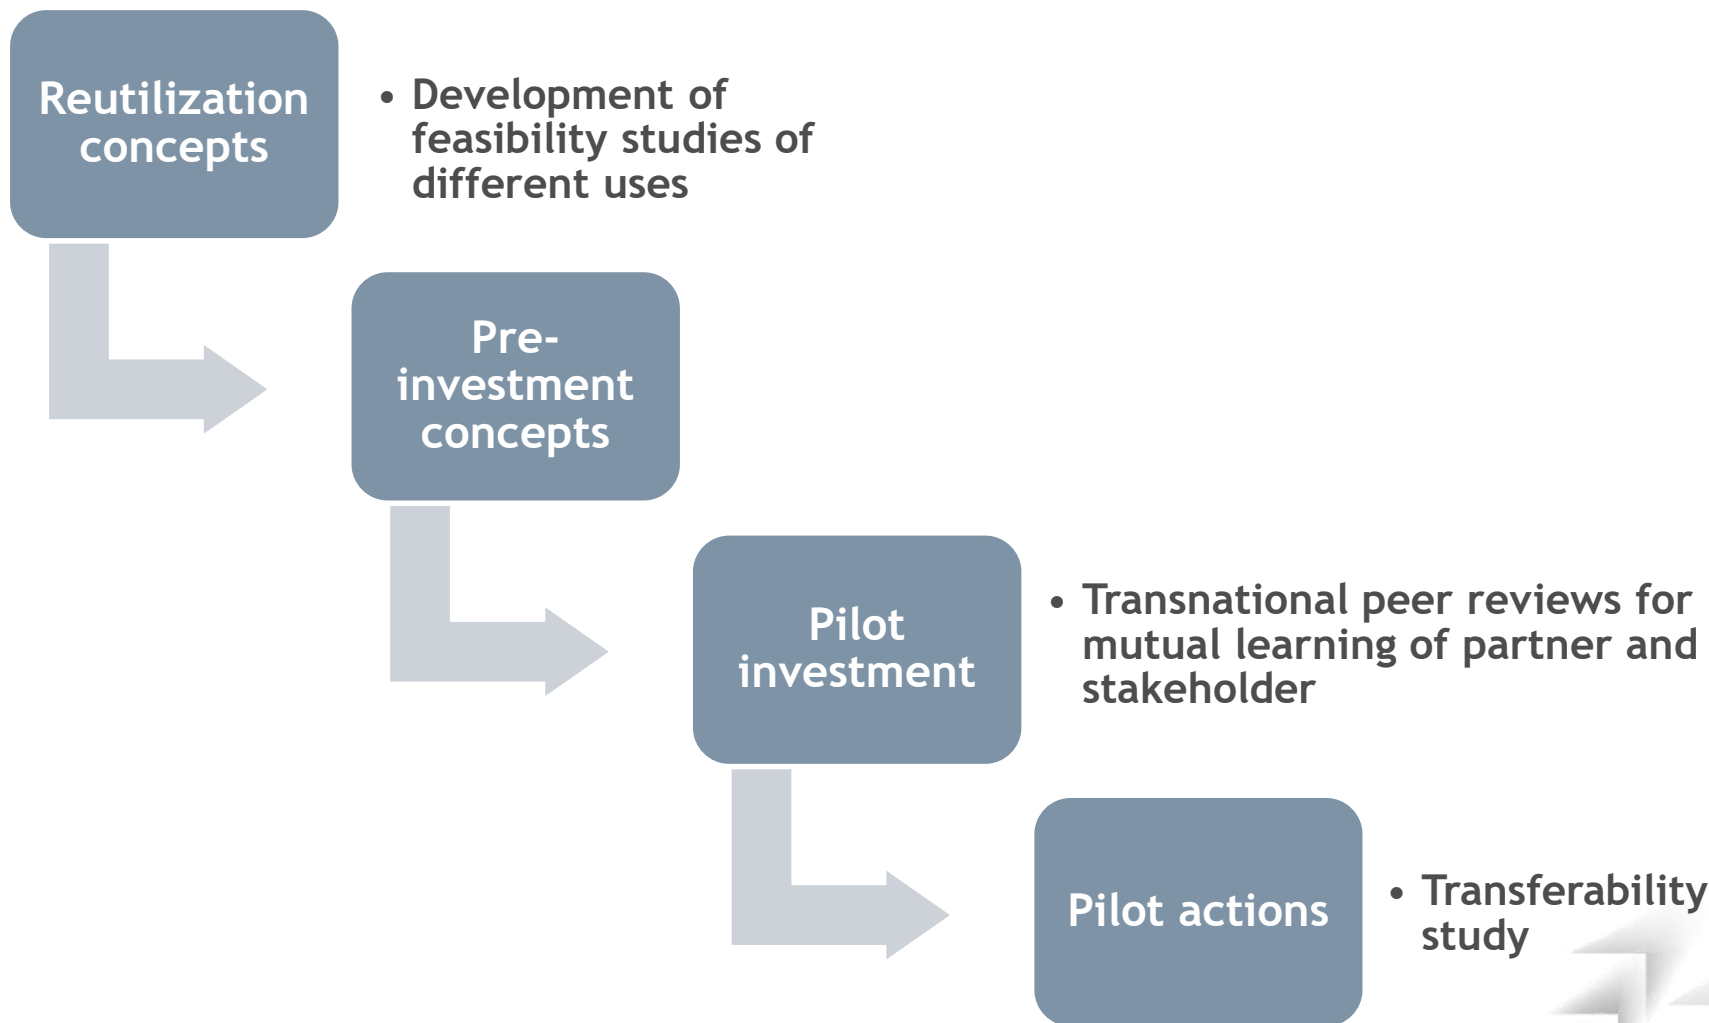 Reutilization
concepts
• Development of
feasibility studies of
different uses
Pre-
investment
concepts
Pilot
investment
• Transnational peer reviews for
mutual learning of partner and
stakeholder
Pilot actions
• Transferability
study